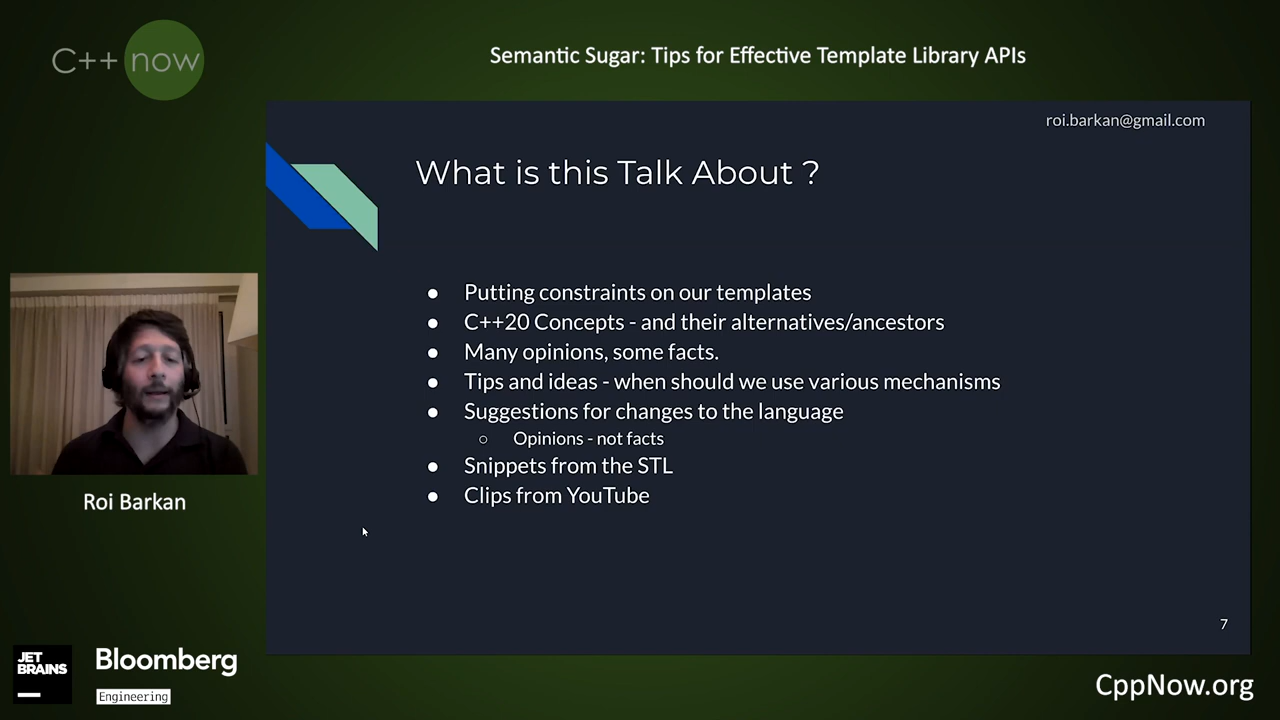 C++ now
Semantic Sugar: Tips for Effective Template Library APIs
roi.barkan@gmail.com
What is this Talk About ?
● Putting constraints on our templates
● C++20 Concepts - and their alternatives/ancestors
● Many opinions, some facts.
● Tips and ideas - when should we use various mechanisms
● Suggestions for changes to the language
○ Opinions - not facts
● Snippets from the STL
● Clips from YouTube
Roi Barkan
7
JET
BRAINS
Bloomberg
Engineering
CppNow.org